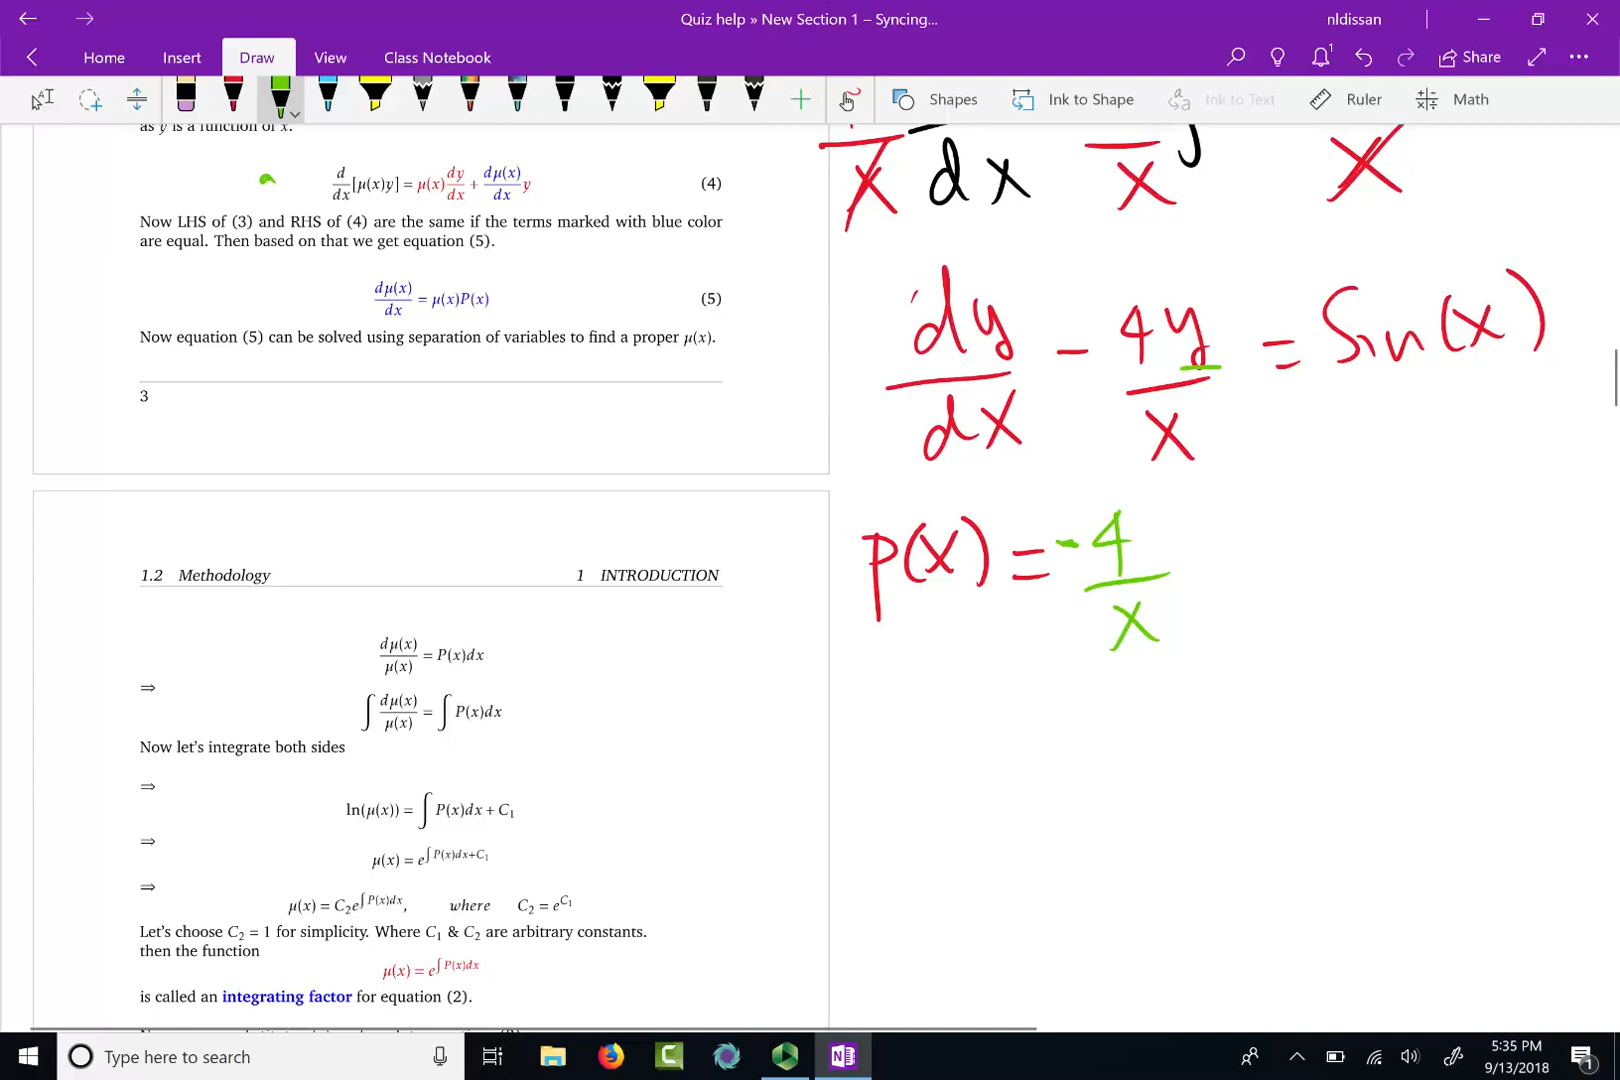 Quiz help » New Section 1 – Syncing...
nldissan
Home Insert Draw View Class Notebook
Share
Shapes Ink to Shape Ink to Text Ruler Math
as y is a function of x.
d/dx[μ(x)y] = μ(x)dy/dx + dμ(x)/dx y (4)
Now LHS of (3) and RHS of (4) are the same if the terms marked with blue color
are equal. Then based on that we get equation (5).
dμ(x)/dx = μ(x)P(x) (5)
Now equation (5) can be solved using separation of variables to find a proper μ(x).
3
1.2 Methodology 1 INTRODUCTION
dμ(x)/μ(x) = P(x)dx
⇒
∫ dμ(x)/μ(x) = ∫ P(x)dx
Now let's integrate both sides
⇒
ln(μ(x)) = ∫ P(x)dx + C₁
⇒
μ(x) = e^{∫ P(x)dx+C₁}
⇒
μ(x) = C₂e^{∫ P(x)dx}, where C₂ = e^{C₁}
Let's choose C₂ = 1 for simplicity. Where C₁ & C₂ are arbitrary constants.
then the function
μ(x) = e^{∫ P(x)dx}
is called an integrating factor for equation (2).
x dx x y x
dy/dx - 4y/x = Sin(x)
p(x) = -4/x
Type here to search
5:35 PM
9/13/2018